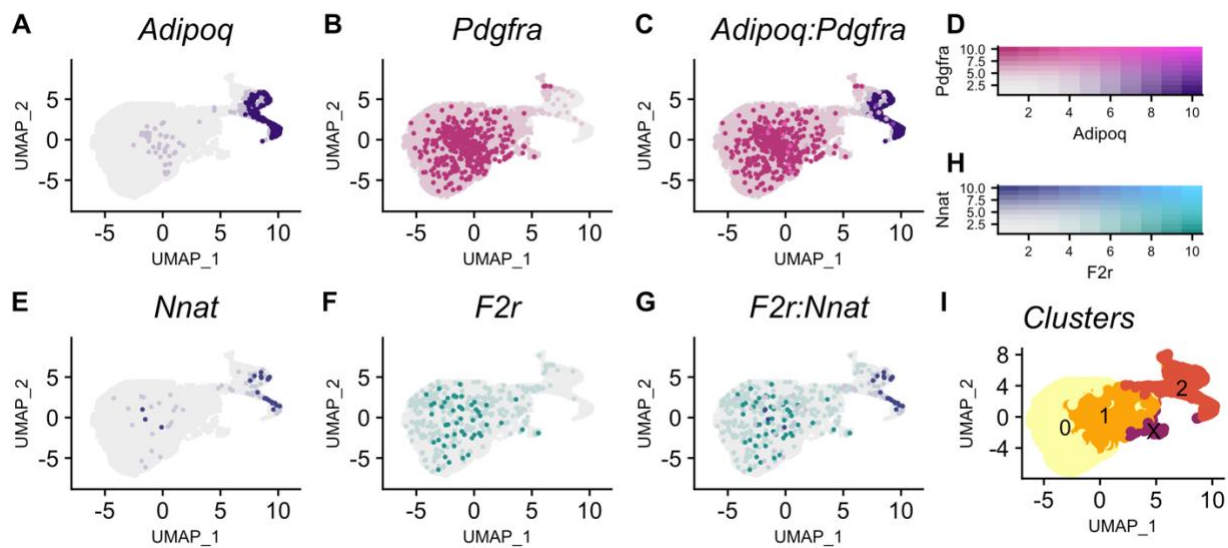 A
Adipoq
UMAP_2
5
0
-5
-5
0
5
10
UMAP_1
B
Pdgfra
UMAP_2
5
0
-5
-5
0
5
10
UMAP_1
C
Adipoq:Pdgfra
UMAP_2
5
0
-5
-5
0
5
10
UMAP_1
D
Pdgfra
10.0
7.5
5.0
2.5
2
4
6
8
10
Adipoq
H
Nnat
10.0
7.5
5.0
2.5
2
4
6
8
10
F2r
E
Nnat
UMAP_2
5
0
-5
-5
0
5
10
UMAP_1
F
F2r
UMAP_2
5
0
-5
-5
0
5
10
UMAP_1
G
F2r:Nnat
UMAP_2
5
0
-5
-5
0
5
10
UMAP_1
I
Clusters
UMAP_2
8
4
0
-4
0
1
2
X
-5
0
5
10
UMAP_1